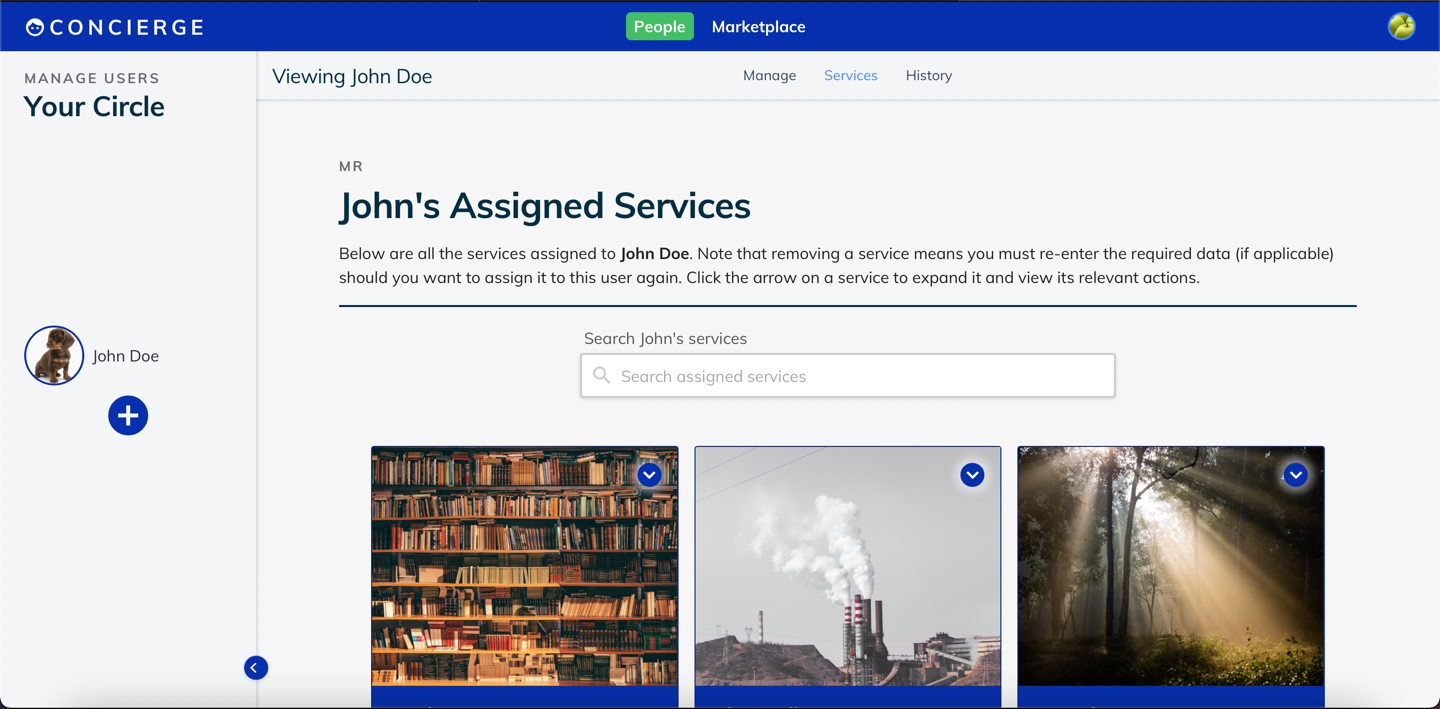 CONCIERGE
People
Marketplace
MANAGE USERS
Your Circle
Viewing John Doe
Manage
Services
History
MR
John's Assigned Services
Below are all the services assigned to John Doe. Note that removing a service means you must re-enter the required data (if applicable)
should you want to assign it to this user again. Click the arrow on a service to expand it and view its relevant actions.
Search John's services
Search assigned services
John Doe